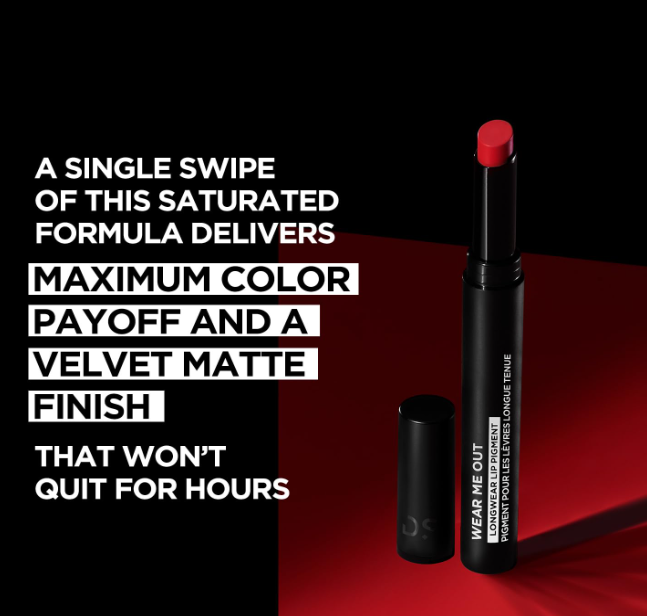 A SINGLE SWIPE
OF THIS SATURATED
FORMULA DELIVERS
MAXIMUM COLOR
PAYOFF AND A
VELVET MATTE
FINISH
THAT WON'T
QUIT FOR HOURS
WEAR ME OUT
LONGWEAR LIP PIGMENT
PIGMENT POUR LES LÈVRES LONGUE TENUE
DS